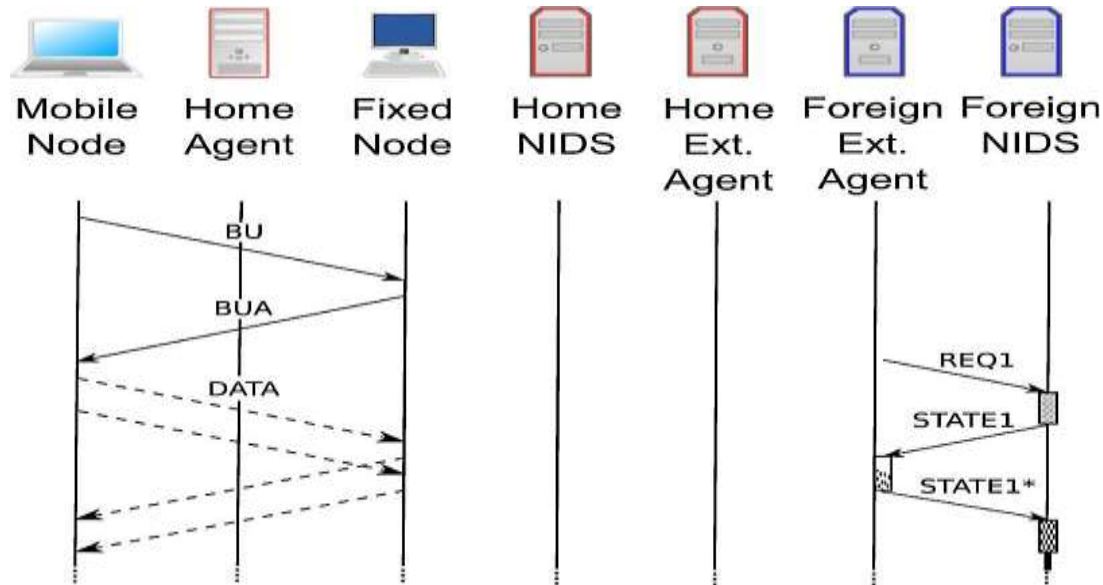 Mobile
Node
Home
Agent
Fixed
Node
Home
NIDS
Home
Ext.
Agent
Foreign
Ext.
Agent
Foreign
NIDS
BU
BUA
DATA
REQ1
STATE1
STATE1*